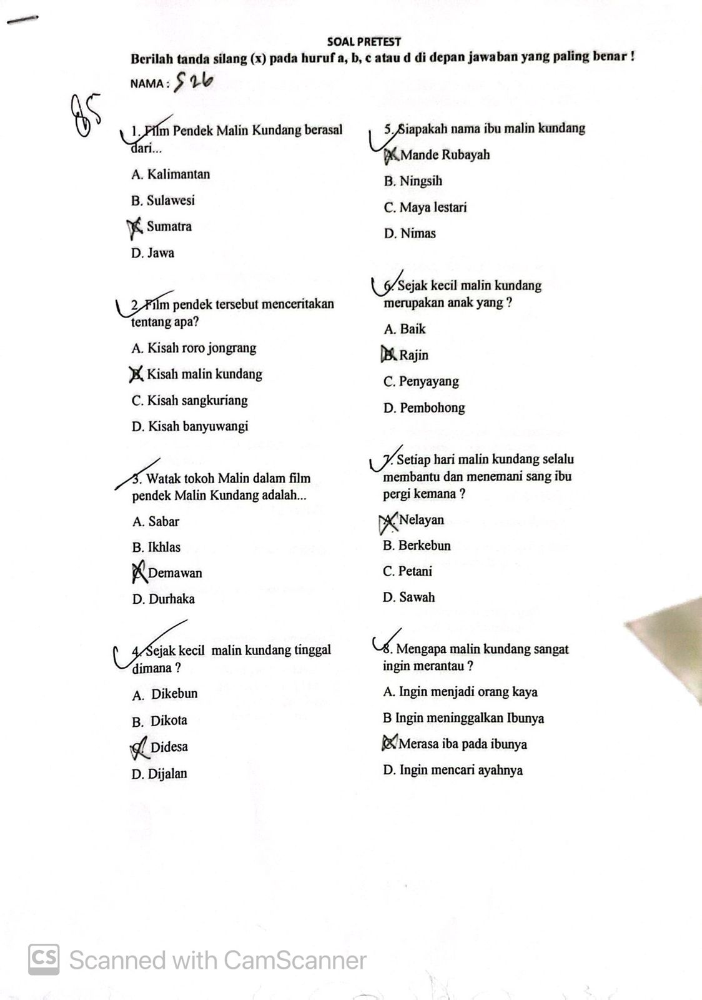 SOAL PRETEST
Berilah tanda silang (x) pada huruf a, b, c atau d di depan jawaban yang paling benar !
NAMA : S 26
85
1. Film Pendek Malin Kundang berasal
dari...
A. Kalimantan
B. Sulawesi
C. Sumatra
D. Jawa
2. Film pendek tersebut menceritakan
tentang apa?
A. Kisah roro jongrang
B. Kisah malin kundang
C. Kisah sangkuriang
D. Kisah banyuwangi
3. Watak tokoh Malin dalam film
pendek Malin Kundang adalah...
A. Sabar
B. Ikhlas
C. Demawan
D. Durhaka
4. Sejak kecil malin kundang tinggal
dimana ?
A. Dikebun
B. Dikota
C. Didesa
D. Dijalan
5. Siapakah nama ibu malin kundang
A. Mande Rubayah
B. Ningsih
C. Maya lestari
D. Nimas
6. Sejak kecil malin kundang
merupakan anak yang ?
A. Baik
B. Rajin
C. Penyayang
D. Pembohong
7. Setiap hari malin kundang selalu
membantu dan menemani sang ibu
pergi kemana ?
A. Nelayan
B. Berkebun
C. Petani
D. Sawah
8. Mengapa malin kundang sangat
ingin merantau ?
A. Ingin menjadi orang kaya
B Ingin meninggalkan Ibunya
C. Merasa iba pada ibunya
D. Ingin mencari ayahnya
CS Scanned with CamScanner